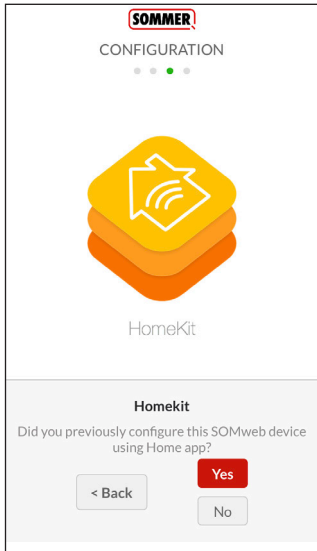 SOMMER
CONFIGURATION
HomeKit
Homekit
Did you previously configure this SOMweb device
using Home app?
Yes
< Back
No